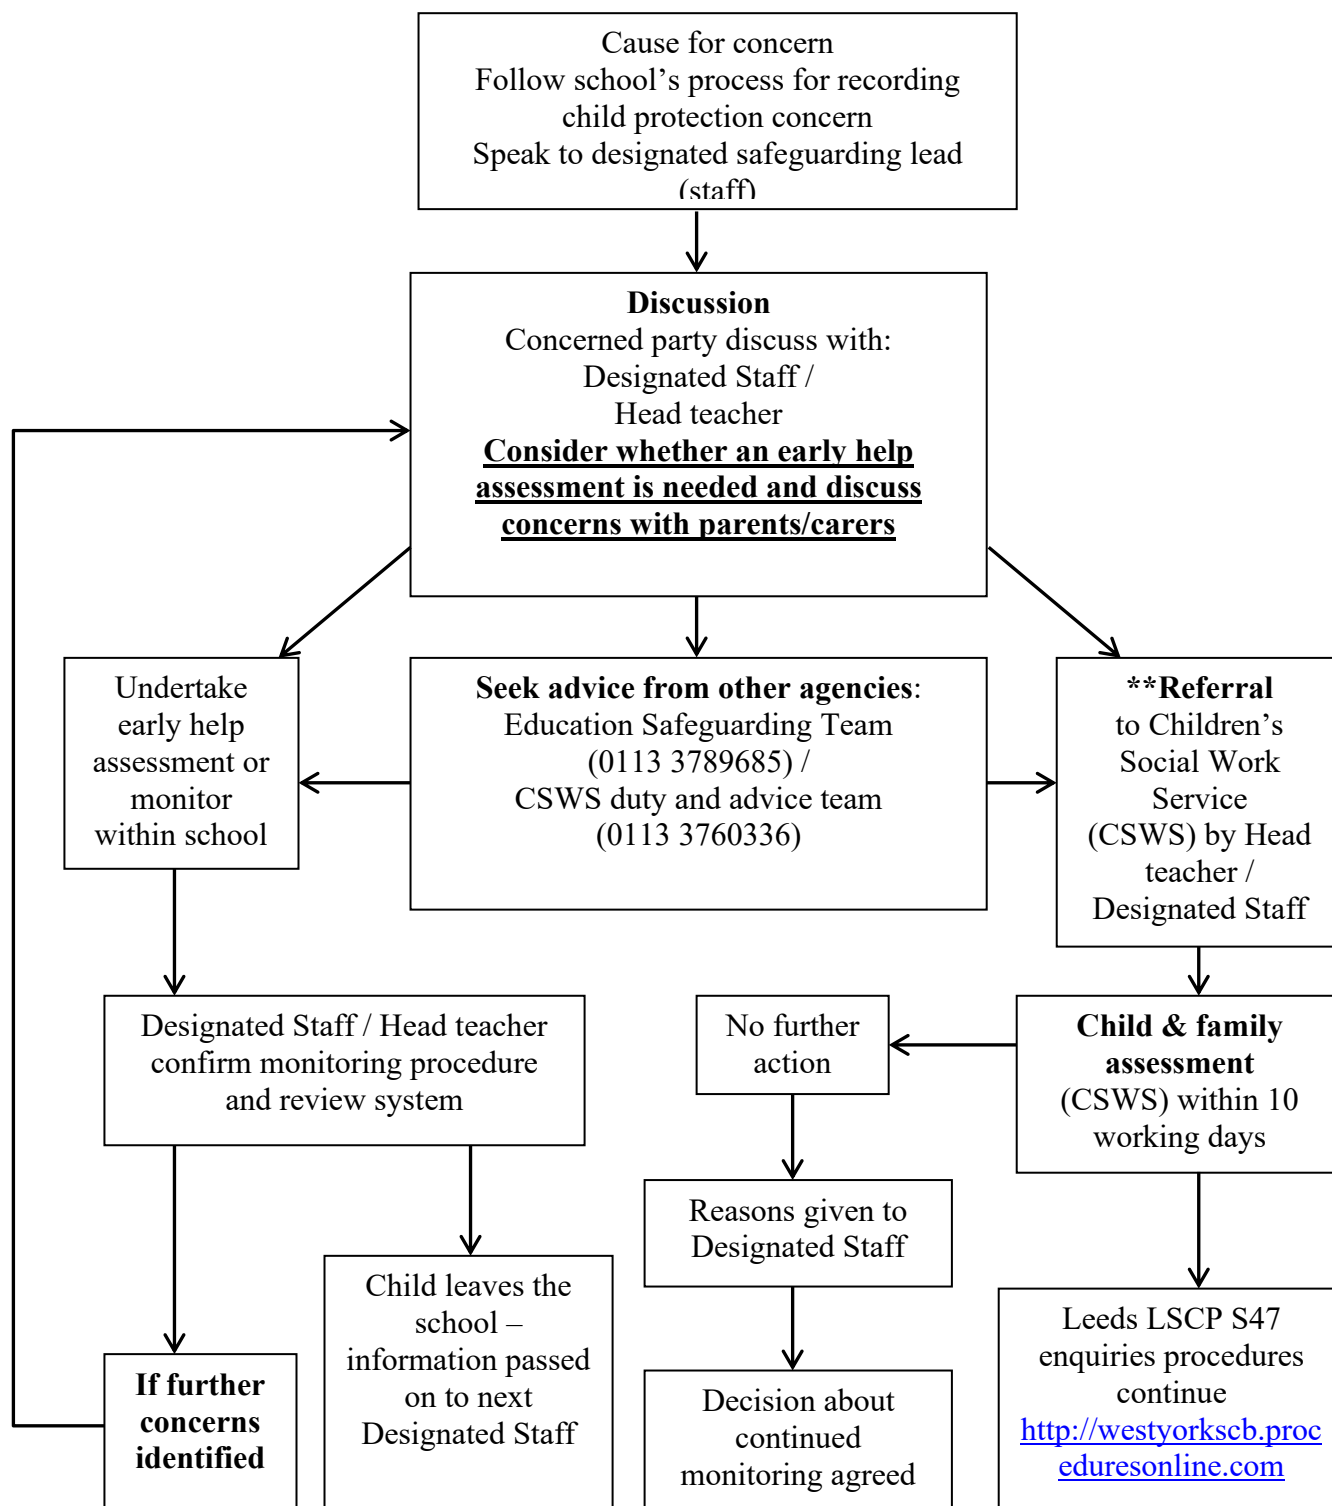 Cause for concern
Follow school’s process for recording
child protection concern
Speak to designated safeguarding lead
(staff)
Discussion
Concerned party discuss with:
Designated Staff /
Head teacher
Consider whether an early help
assessment is needed and discuss
concerns with parents/carers
Undertake
early help
assessment or
monitor
within school
Seek advice from other agencies:
Education Safeguarding Team
(0113 3789685) /
CSWS duty and advice team
(0113 3760336)
**Referral
to Children’s
Social Work
Service
(CSWS) by Head
teacher /
Designated Staff
Designated Staff / Head teacher
confirm monitoring procedure
and review system
No further
action
Child & family
assessment
(CSWS) within 10
working days
Reasons given to
Designated Staff
Child leaves the
school –
information passed
on to next
Designated Staff
If further
concerns
identified
Decision about
continued
monitoring agreed
Leeds LSCP S47
enquiries procedures
continue
http://westyorkscb.proc
eduresonline.com